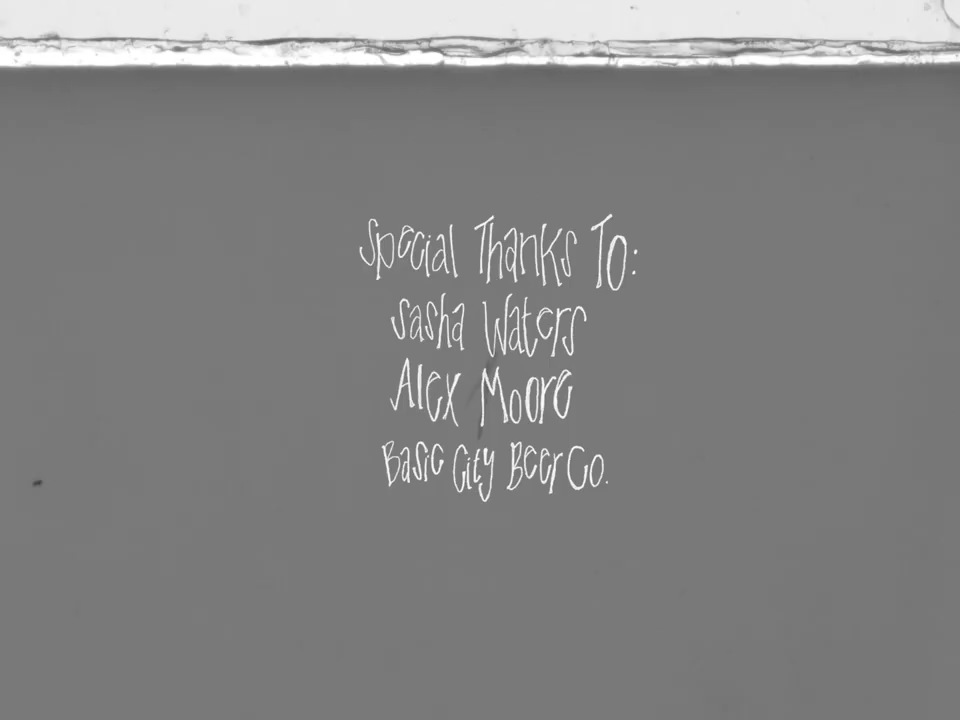 Special Thanks To:
Sasha Waters
Alex Moore
Basic City Beer Co.